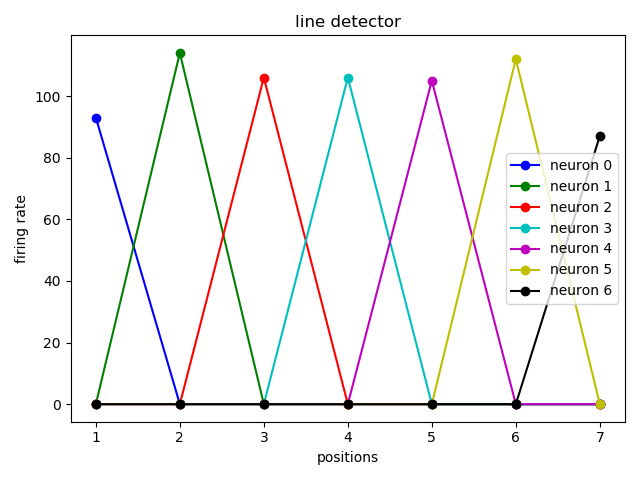 line detector
firing rate
100
80
60
40
20
0
neuron 0
neuron 1
neuron 2
neuron 3
neuron 4
neuron 5
neuron 6
1 2 3 4 5 6 7
positions